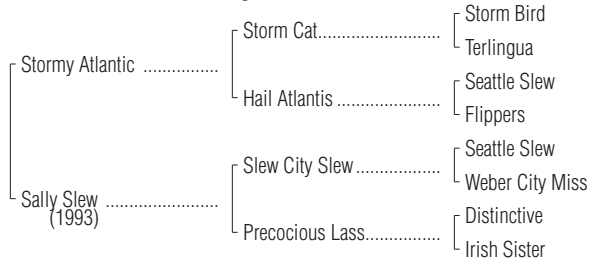 Storm Bird
Storm Cat....................
Terlingua
Stormy Atlantic ...............
Seattle Slew
Hail Atlantis .................
Flippers
Seattle Slew
Slew City Slew..............
Weber City Miss
Sally Slew ......................
(1993)
Distinctive
Precocious Lass.............
Irish Sister